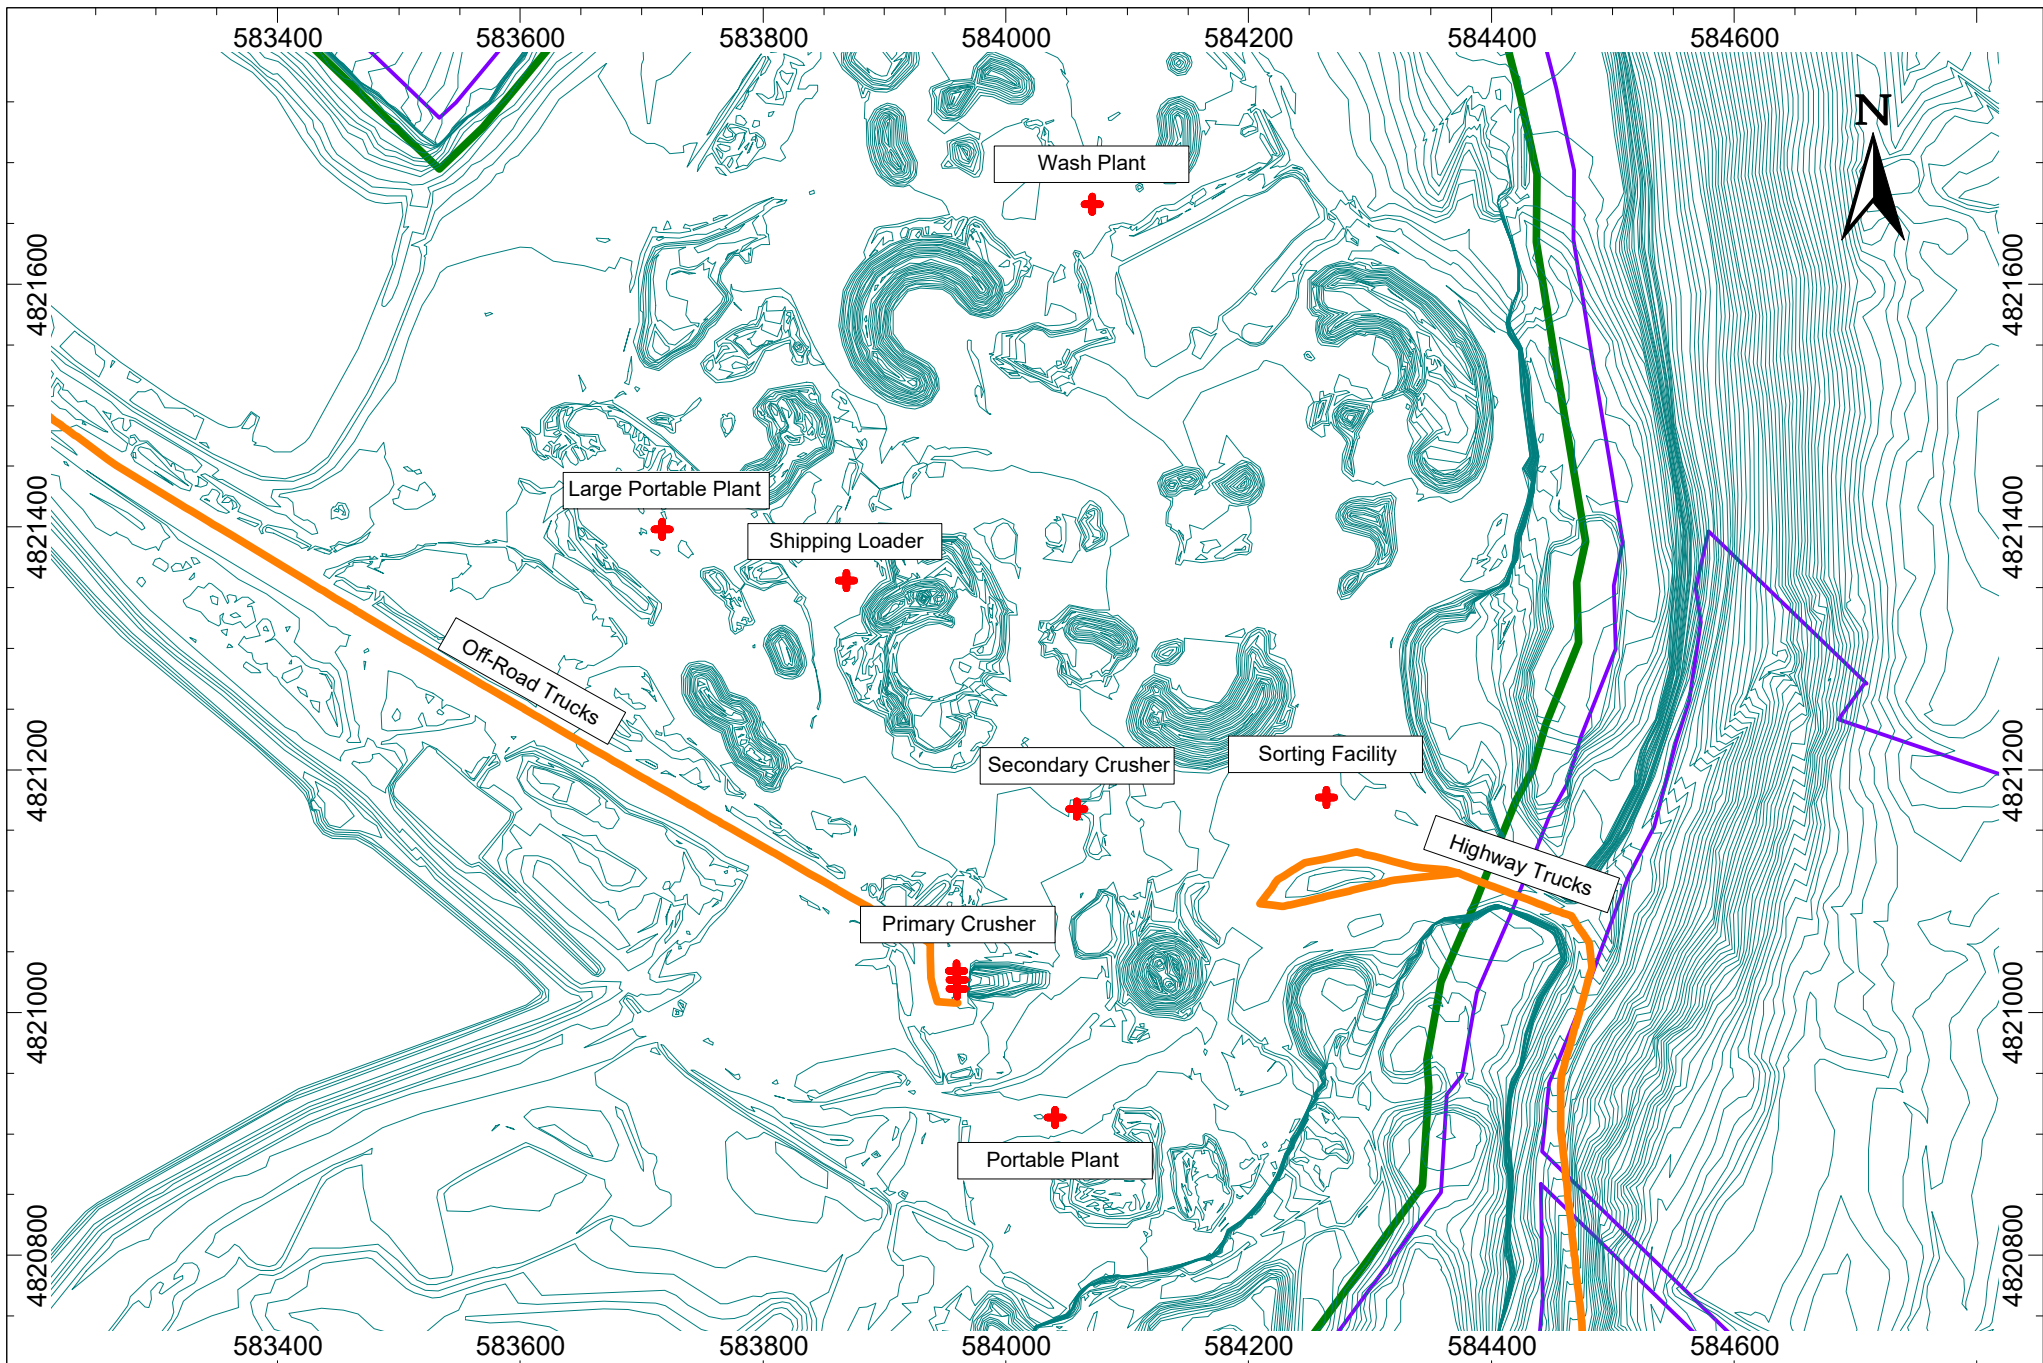 583400 583600 583800 584000 584200 584400 584600
N
Wash Plant
4821600 4821600
Large Portable Plant
4821400 4821400
Shipping Loader
Off-Road Trucks
Secondary Crusher
Sorting Facility
4821200 4821200
Highway Trucks
Primary Crusher
4821000 4821000
Portable Plant
4820800 4820800
583400 583600 583800 584000 584200 584400 584600